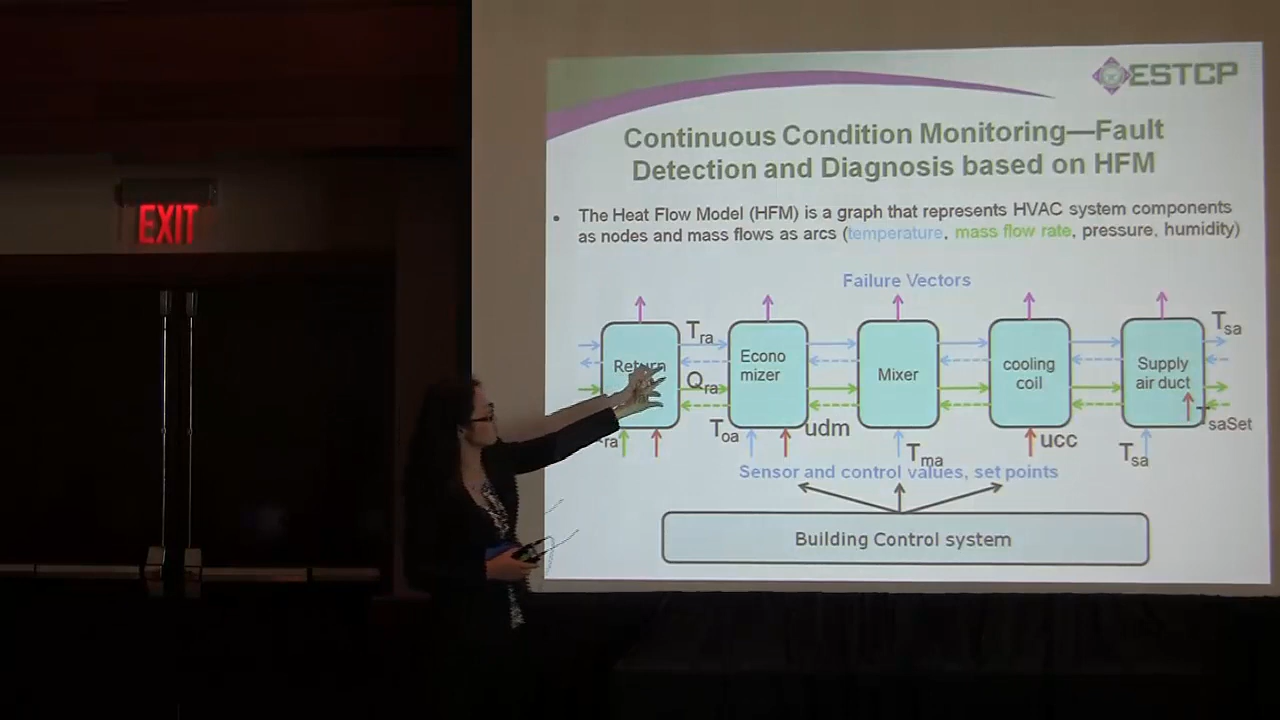 ESTCP
Continuous Condition Monitoring—Fault
Detection and Diagnosis based on HFM
• The Heat Flow Model (HFM) is a graph that represents HVAC system components
as nodes and mass flows as arcs (temperature, mass flow rate, pressure, humidity)
EXIT
Failure Vectors
Tra
Tsa
Return
Econo
mizer
Mixer
cooling
coil
Supply
air duct
Qra
ra
Toa
udm
Tma
ucc
Tsa
TsaSet
Sensor and control values, set points
Building Control system